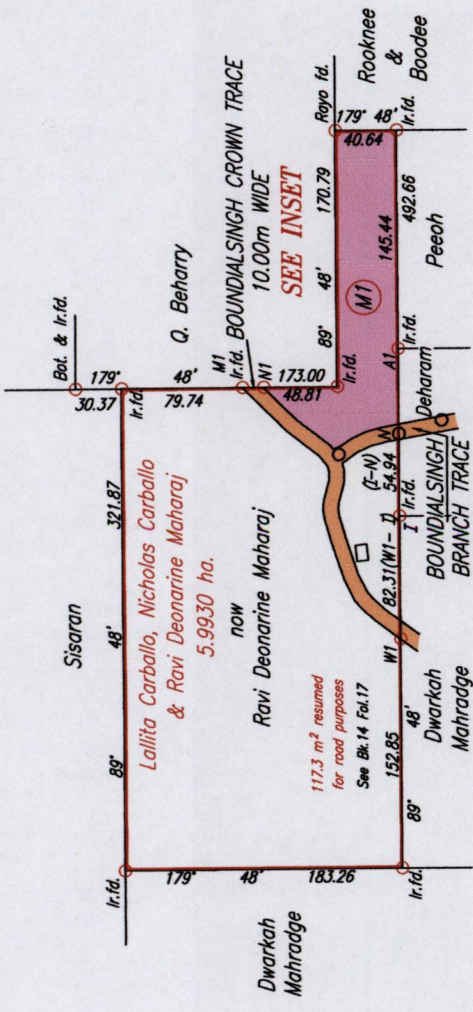 Sisaran
Bot. & Ir.fd.
Ir.fd.
89° 48' 321.87
179°
30.37
Ir.fd.
Lallita Carballo, Nicholas Carballo
& Ravi Deonarine Maharaj
5.9930 ha.
now
Ravi Deonarine Maharaj
48'
79.74
Q. Beharry
M1
Ir.fd.
BOUNDIALSINGH CROWN TRACE
10.00m WIDE
SEE INSET
N1
173.00
48.81
Ir.fd.
89° 48' 170.79
Rayo fd.
179° 48'
40.64
Ir.fd.
Rooknee
&
Boodee
M1
145.44
492.66
Peeoh
Ir.fd.
A1
Deharam
N
(I-N)
54.94
Ir.fd.
I
BOUNDIALSINGH
BRANCH TRACE
82.31(W1- I)
W1
117.3 m² resumed
for road purposes
See Bk.14 Fol.17
89° 152.85 48'
Dwarkah
Mahradge
Ir.fd.
179° 48' 183.26
Dwarkah
Mahradge